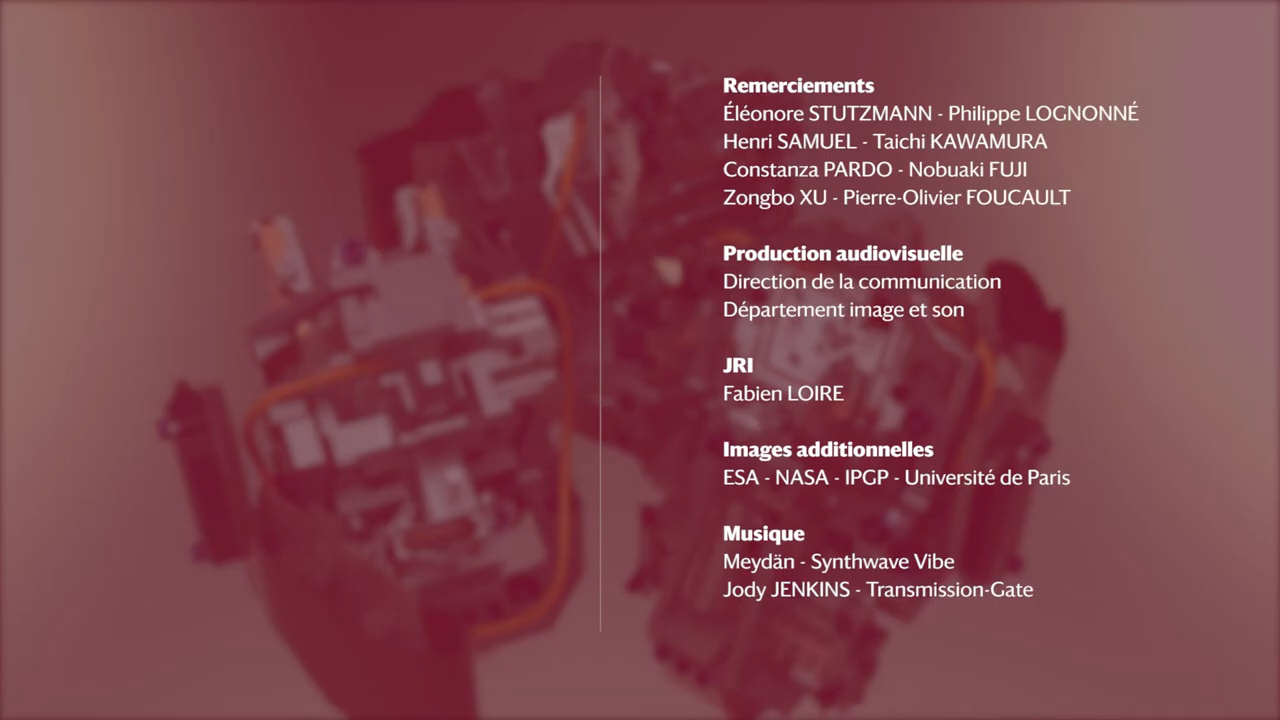 Remerciements
Éléonore STUTZMANN - Philippe LOGNONNÉ
Henri SAMUEL - Taichi KAWAMURA
Constanza PARDO - Nobuaki FUJI
Zongbo XU - Pierre-Olivier FOUCAULT
Production audiovisuelle
Direction de la communication
Département image et son
JRI
Fabien LOIRE
Images additionnelles
ESA - NASA - IPGP - Université de Paris
Musique
Meydän - Synthwave Vibe
Jody JENKINS - Transmission-Gate